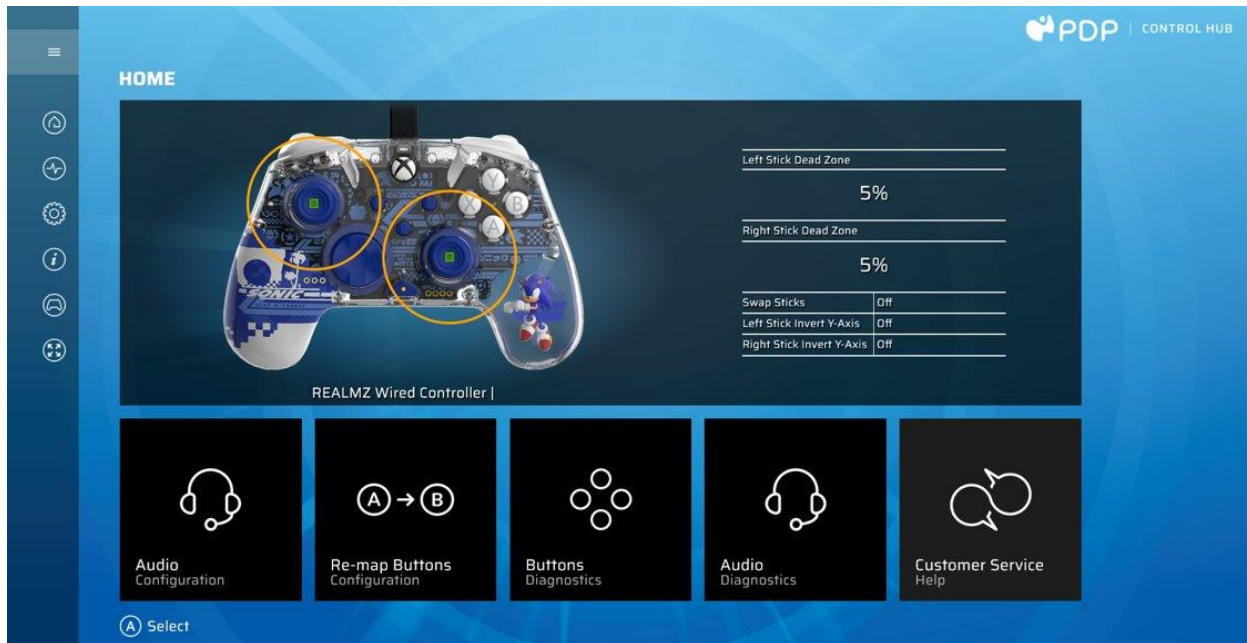 PDP | CONTROL HUB
HOME
Y
X
B
A
SONIC
Left Stick Dead Zone
5%
Right Stick Dead Zone
5%
Swap Sticks Off
Left Stick Invert Y-Axis Off
Right Stick Invert Y-Axis Off
REALMZ Wired Controller |
A → B
Audio
Configuration
Re-map Buttons
Configuration
Buttons
Diagnostics
Audio
Diagnostics
Customer Service
Help
A Select